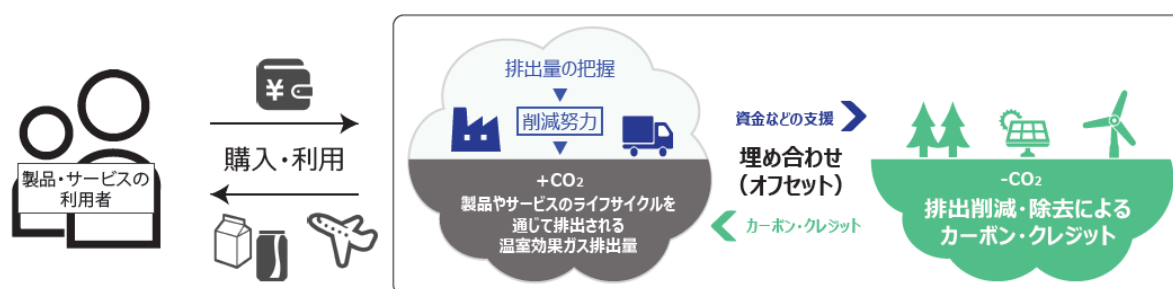 製品・サービスの
利用者
¥
購入・利用
排出量の把握
▼
削減努力
▼
+CO₂
製品やサービスのライフサイクルを
通じて排出される
温室効果ガス排出量
資金などの支援
埋め合わせ
（オフセット）
カーボン・クレジット
-CO₂
排出削減・除去による
カーボン・クレジット